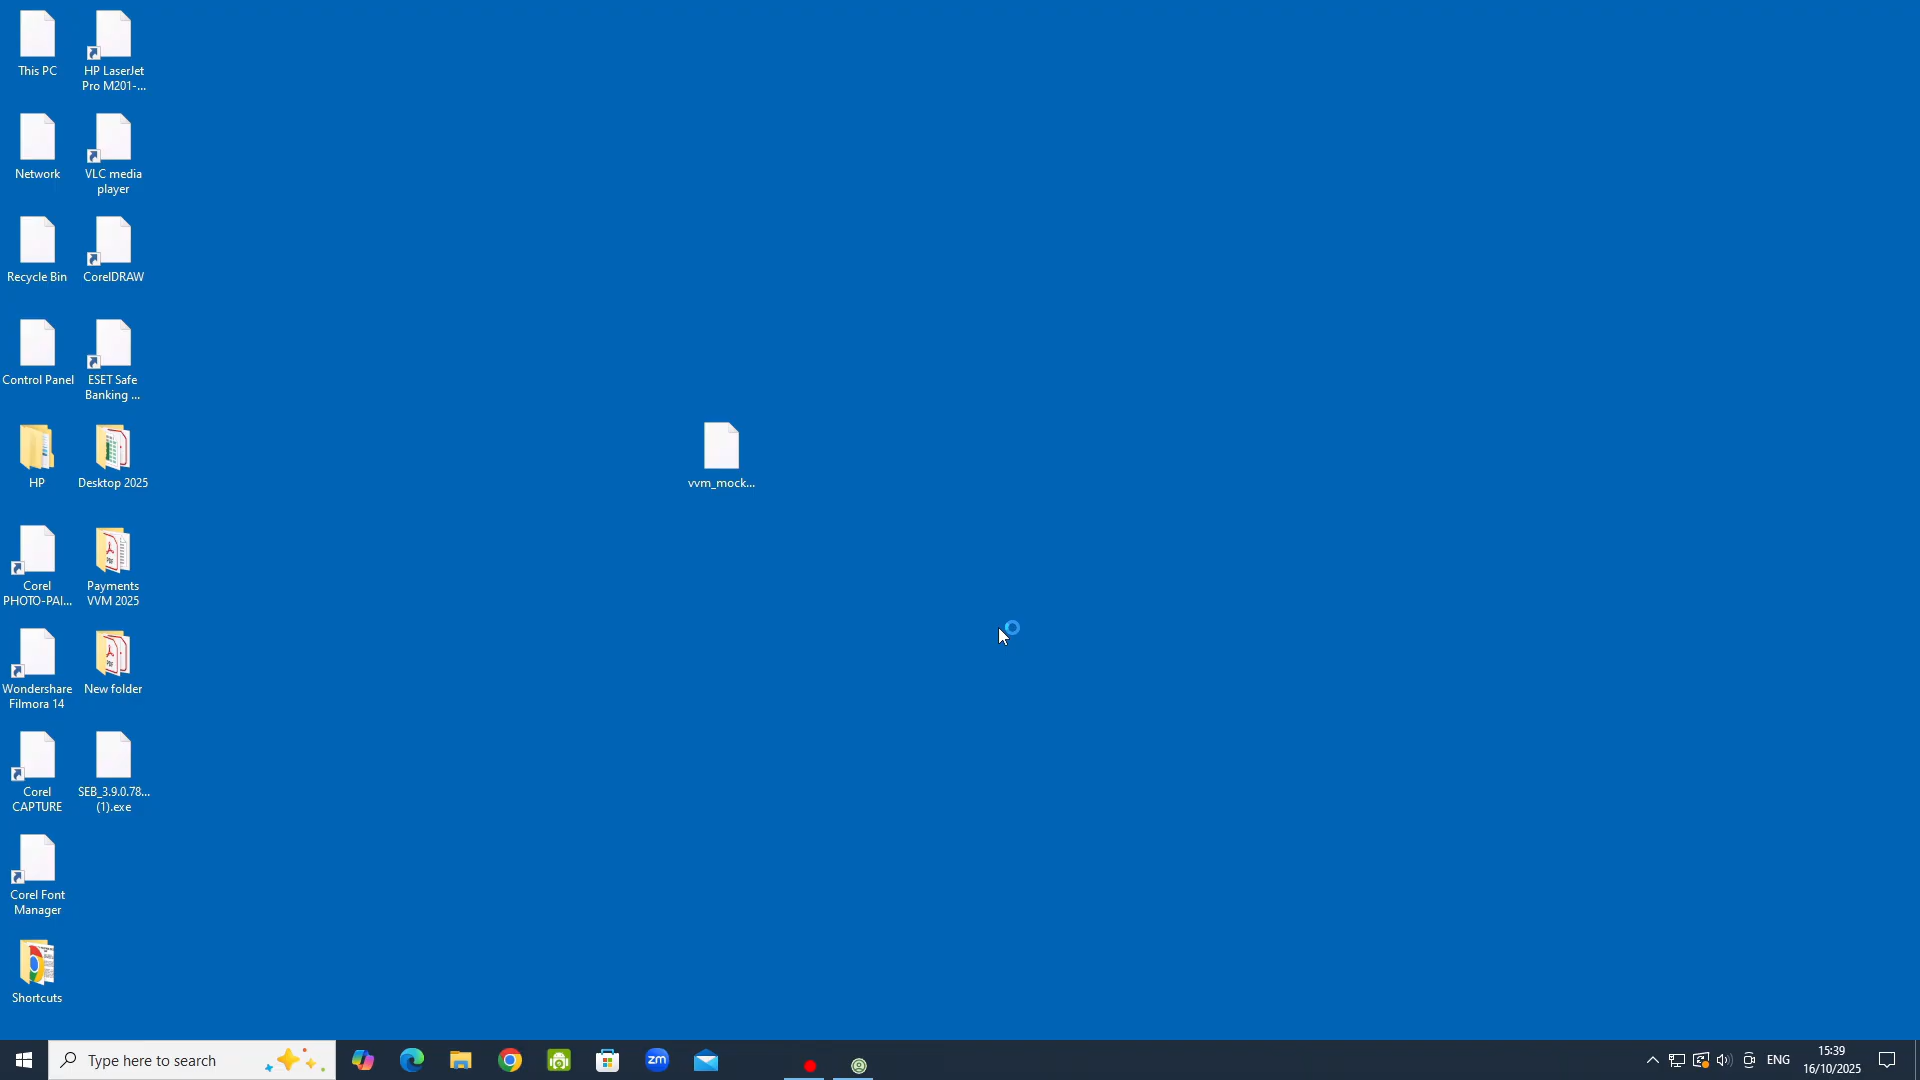 This PC
HP LaserJet
Pro M201-...
Network
VLC media
player
Recycle Bin
CorelDRAW
Control Panel
ESET Safe
Banking ...
HP
Desktop 2025
vvm_mock...
Corel
PHOTO-PAI...
Payments
VVM 2025
Wondershare
Filmora 14
New folder
Corel
CAPTURE
SEB_3.9.0.78...
(1).exe
Corel Font
Manager
Shortcuts
Type here to search
zm
ENG
15:39
16/10/2025